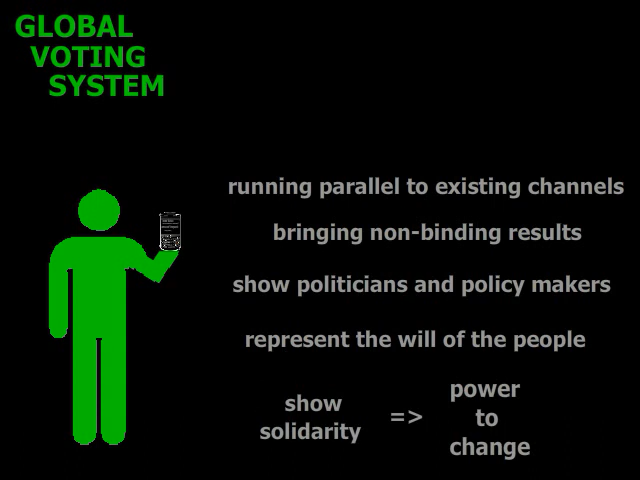 GLOBAL
VOTING
SYSTEM
running parallel to existing channels
bringing non-binding results
show politicians and policy makers
represent the will of the people
show
solidarity
=>
power
to
change